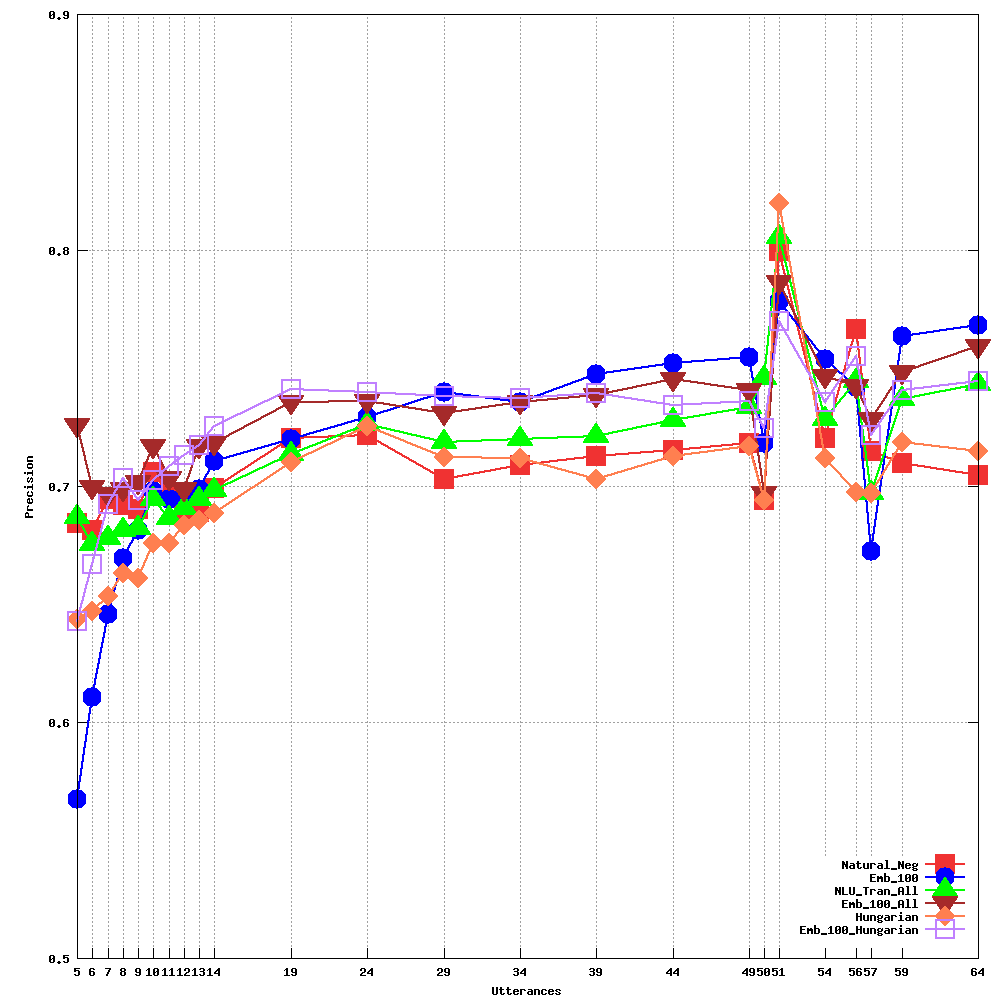 0.9
0.8
0.7
0.6
0.5
Precision
5 6 7 8 9 10 11 12 13 14 19 24 29 34 39 44 49 50 51 54 56 57 59 64
Utterances
Natural_Neg
Emb_100
NLU_Tran_All
Emb_100_All
Hungarian
Emb_100_Hungarian